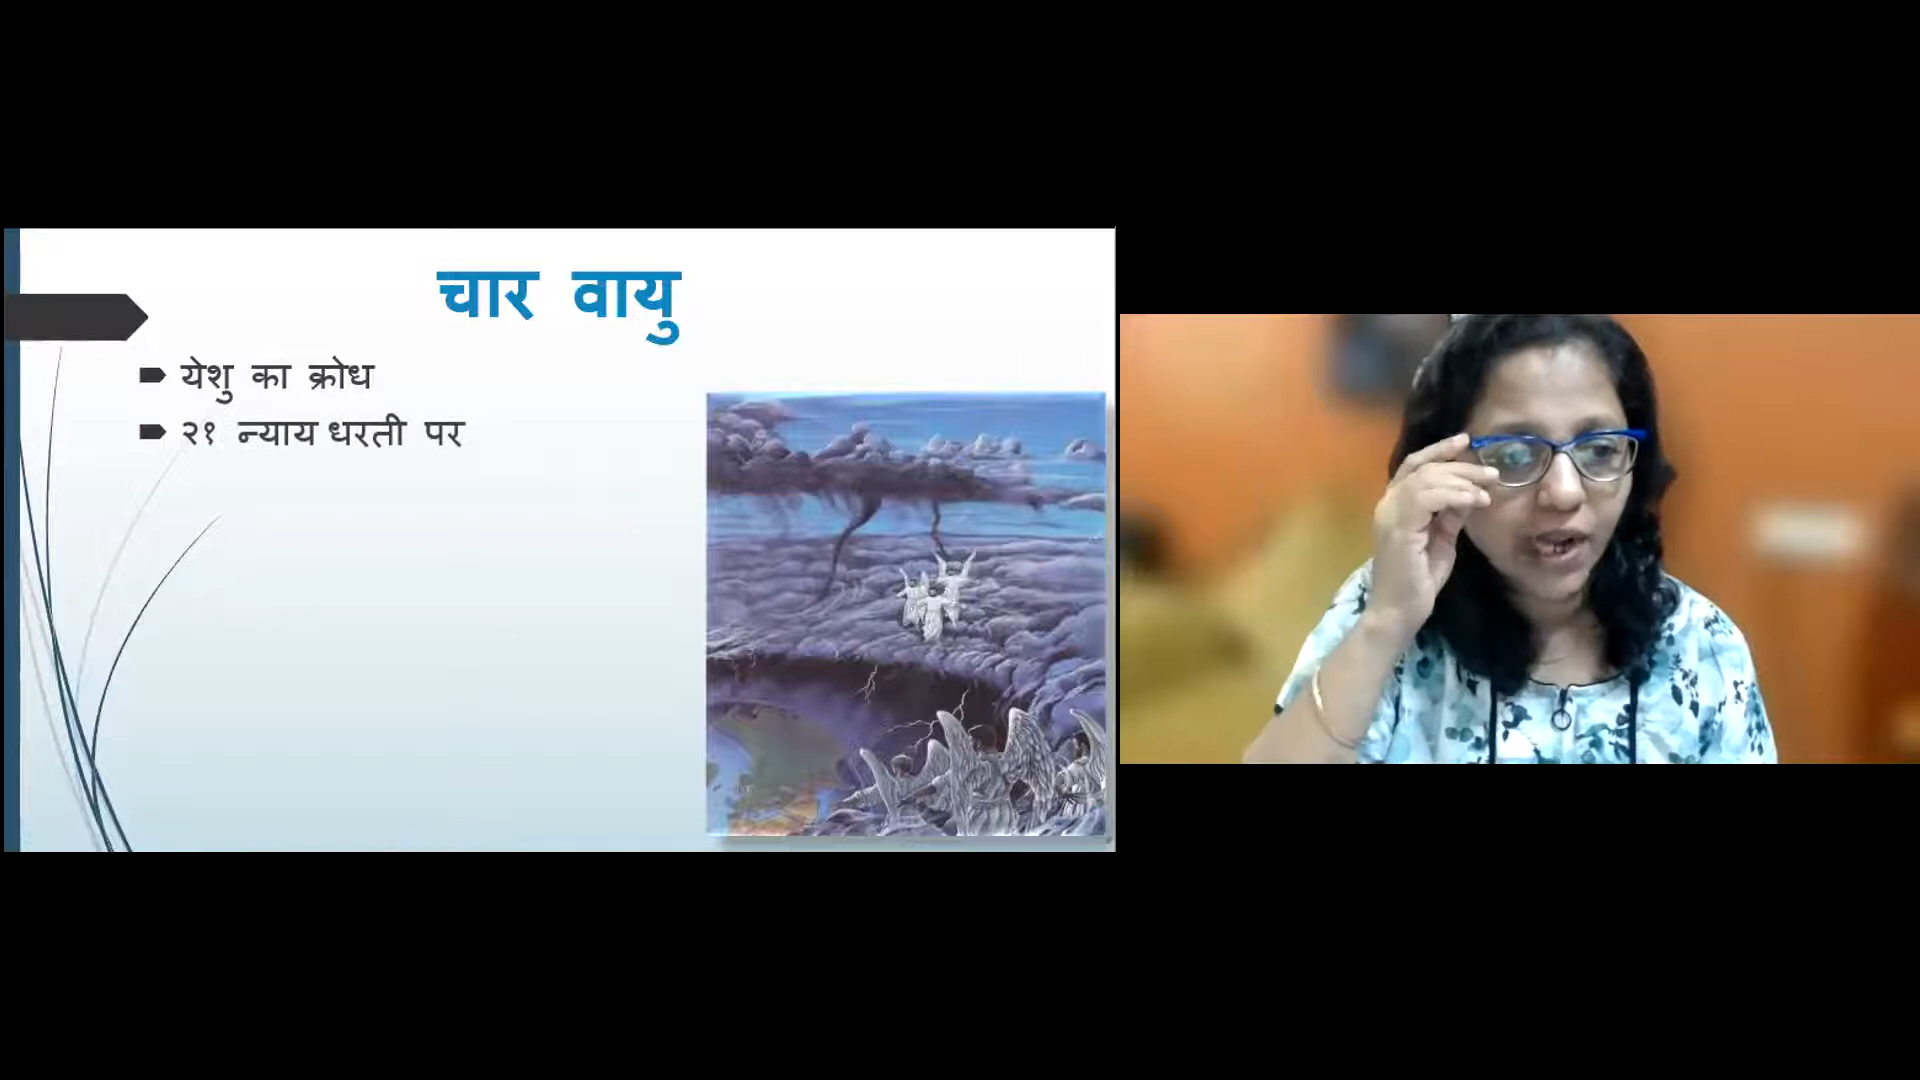 चार वायु
येशु का क्रोध
२१ न्याय धरती पर